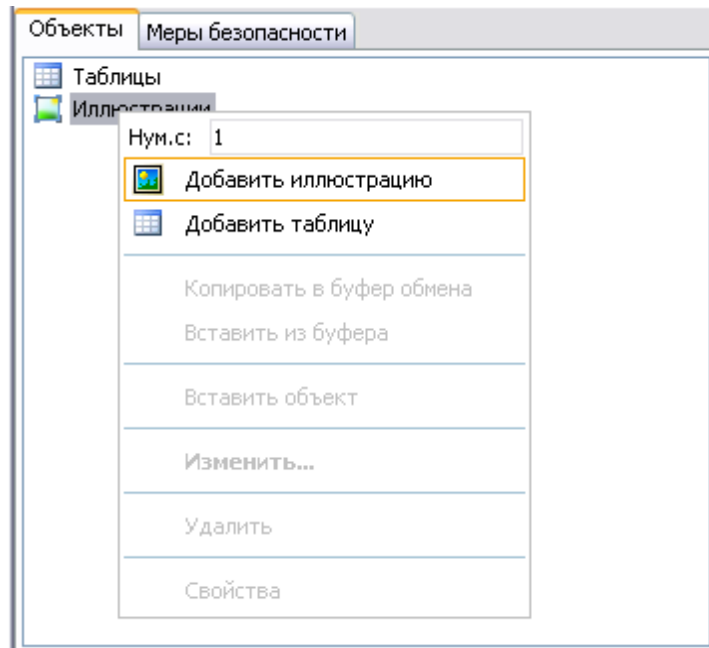 Объекты Меры безопасности
Таблицы
Иллюстрации
Нум.с: 1
Добавить иллюстрацию
Добавить таблицу
Копировать в буфер обмена
Вставить из буфера
Вставить объект
Изменить...
Удалить
Свойства